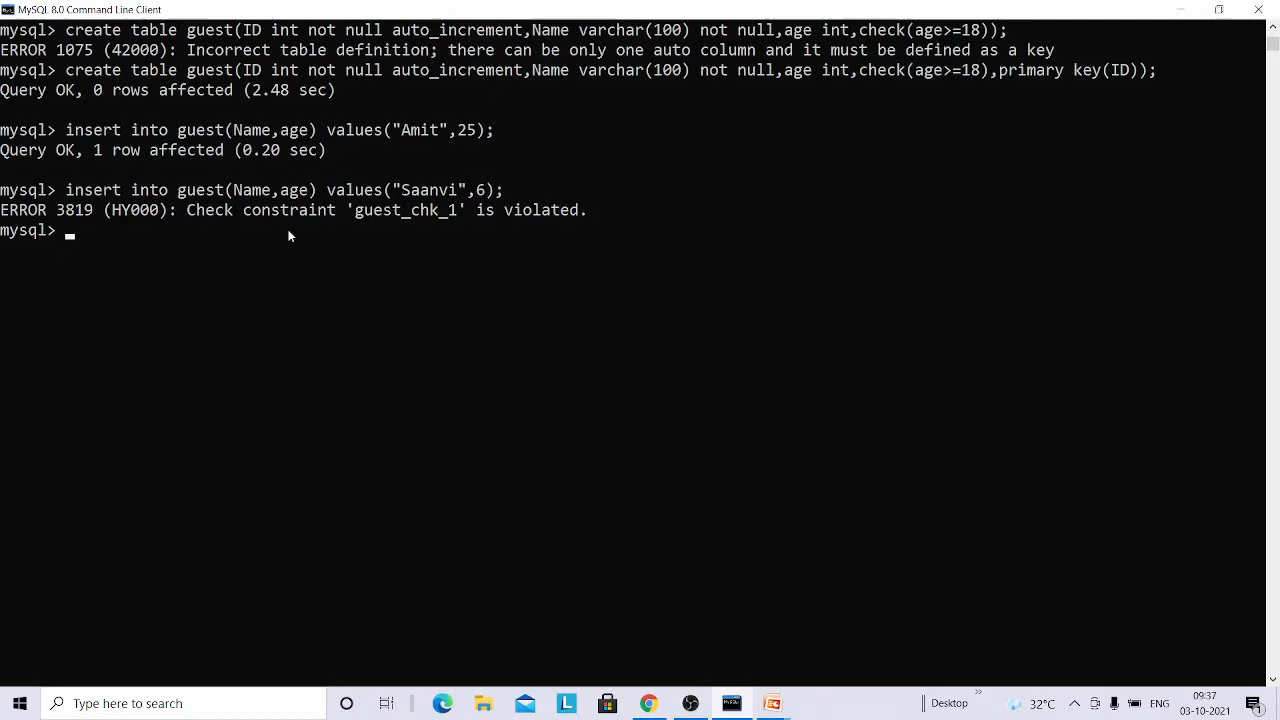 MySQL 8.0 Command Line Client
mysql> create table guest(ID int not null auto_increment,Name varchar(100) not null,age int,check(age>=18));
ERROR 1075 (42000): Incorrect table definition; there can be only one auto column and it must be defined as a key
mysql> create table guest(ID int not null auto_increment,Name varchar(100) not null,age int,check(age>=18),primary key(ID));
Query OK, 0 rows affected (2.48 sec)
mysql> insert into guest(Name,age) values("Amit",25);
Query OK, 1 row affected (0.20 sec)
mysql> insert into guest(Name,age) values("Saanvi",6);
ERROR 3819 (HY000): Check constraint 'guest_chk_1' is violated.
mysql>
Type here to search
L
MySQL
Desktop
32°C
ENG
09:37
03-10-2021
1